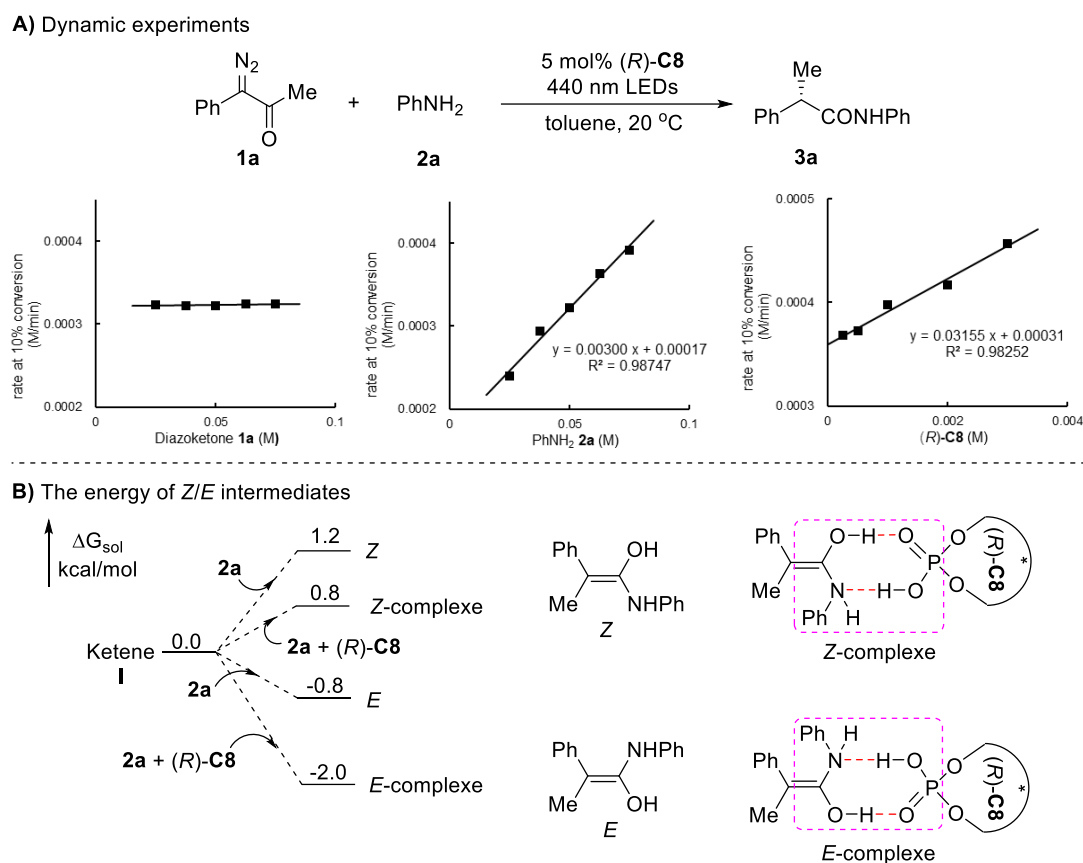 A) Dynamic experiments
N2
Ph
Me
O
1a
+
PhNH2
2a
5 mol% (R)-C8
440 nm LEDs
toluene, 20 °C
Me
Ph
CONHPh
3a
rate at 10% conversion
(M/min)
0.0004
0.0003
0.0002
0
0.05
0.1
Diazoketone 1a (M)
rate at 10% conversion
(M/min)
0.0004
0.0003
0.0002
y = 0.00300 x + 0.00017
R² = 0.98747
0
0.05
0.1
PhNH2 2a (M)
rate at 10% conversion
(M/min)
0.0005
0.0004
0.0003
y = 0.03155 x + 0.00031
R² = 0.98252
0
0.002
0.004
(R)-C8 (M)
B) The energy of Z/E intermediates
ΔGsol
kcal/mol
Ketene
I
0.0
2a
1.2
Z
0.8
Z-complexe
2a + (R)-C8
2a
-0.8
E
2a + (R)-C8
-2.0
E-complexe
Ph
OH
Me
NHPh
Z
Ph
O
H
O
O
P
Me
N
H
O
O
Ph
H
(R)-C8
*
Z-complexe
Ph
NHPh
Me
OH
E
Ph
H
Ph
N
H
O
O
P
Me
O
H
O
O
(R)-C8
*
E-complexe